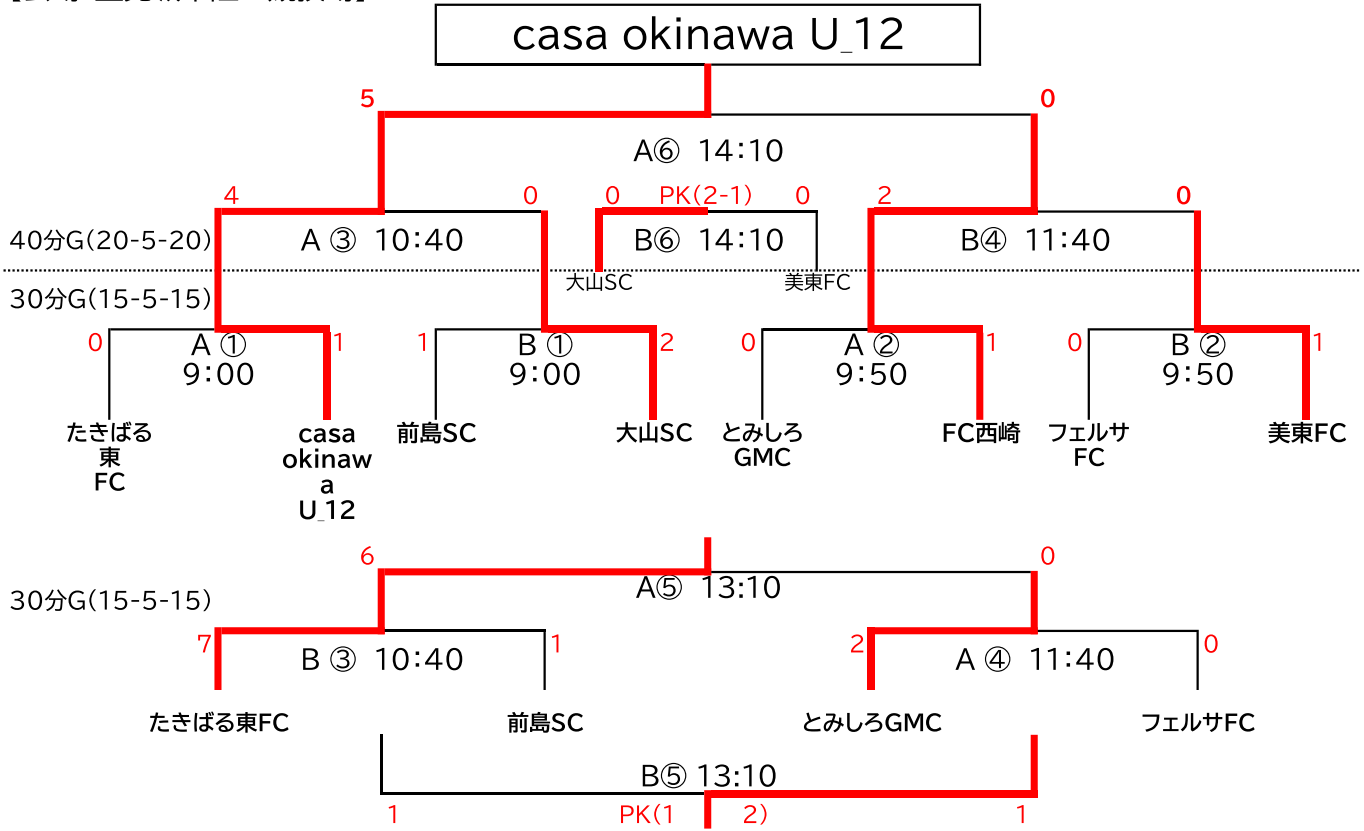 casa okinawa U_12
5 0
A⑥ 14:10
4 0 0 PK(2-1) 0 2 0
40分G(20-5-20) A ③ 10:40 B⑥ 14:10 B④ 11:40
大山SC 美東FC
30分G(15-5-15)
0 A ① 1 1 B ① 2 0 A ② 1 0 B ② 1
9:00 9:00 9:50 9:50
たきばる
東
FC
casa
okinaw
a
U_12
前島SC
大山SC
とみしろ
GMC
FC西崎
フェルサ
FC
美東FC
6 0
A⑤ 13:10
30分G(15-5-15)
7 1 2 0
B ③ 10:40 A ④ 11:40
たきばる東FC 前島SC とみしろGMC フェルサFC
B⑤ 13:10
1 PK(1 2) 1